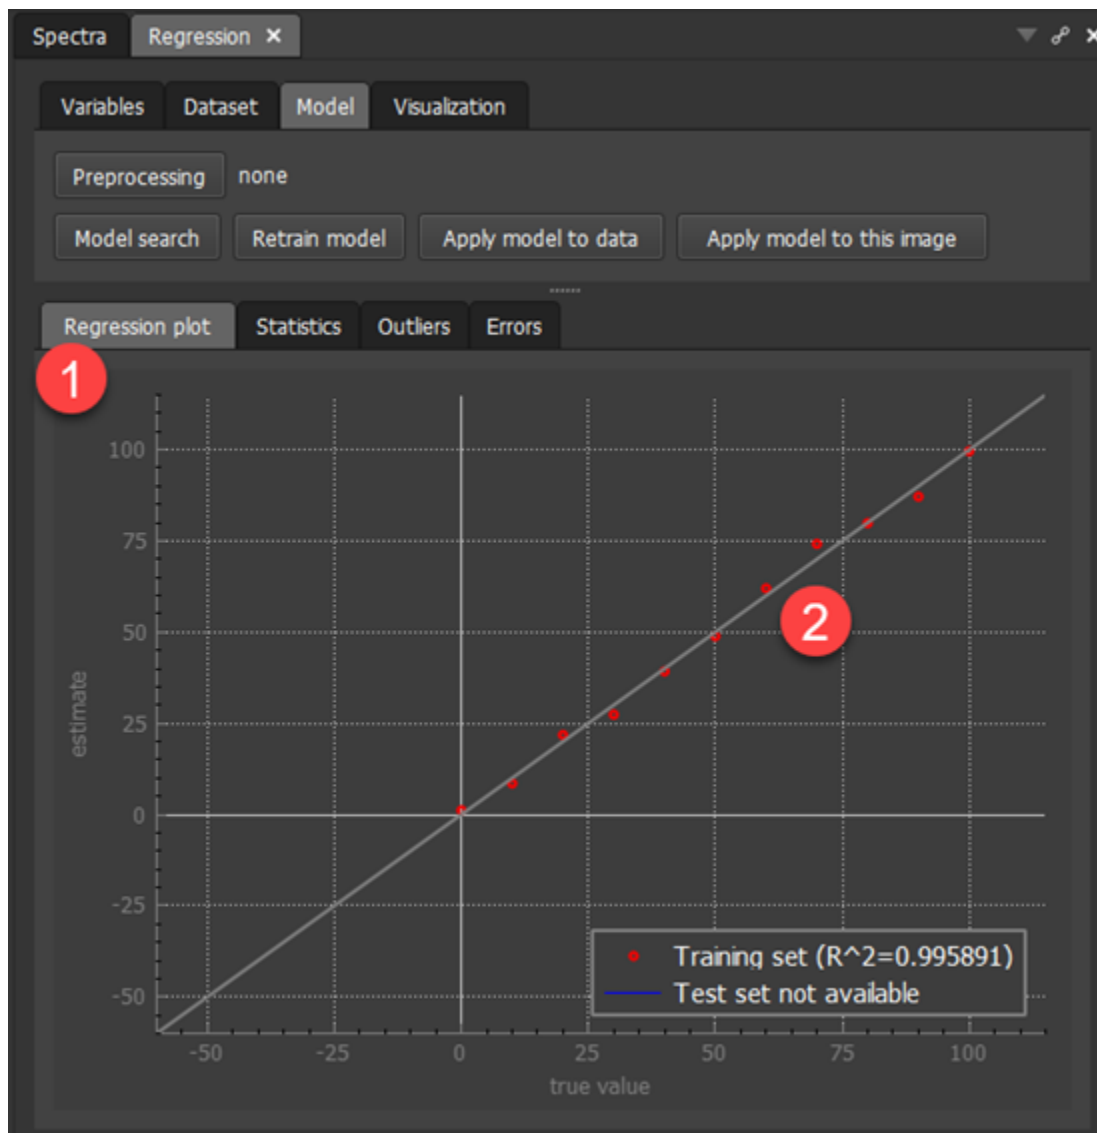 Spectra Regression ×
Variables Dataset Model Visualization
Preprocessing none
Model search Retrain model Apply model to data Apply model to this image
Regression plot Statistics Outliers Errors
1
100
75
2
50
estimate
25
0
-25
Training set (R^2=0.995891)
-50
Test set not available
-50 -25 0 25 50 75 100
true value